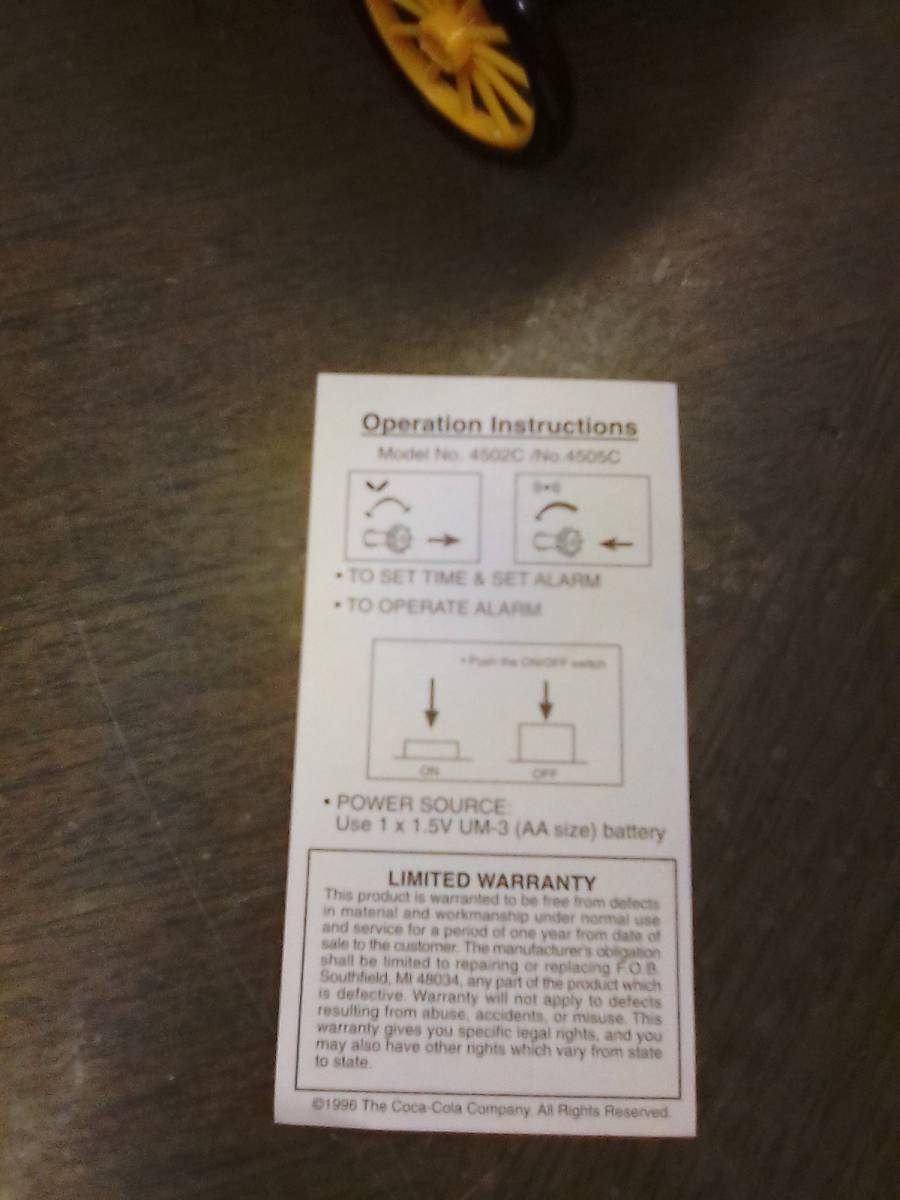 Operation Instructions
Model No. 4502C /No.4505C
• TO SET TIME & SET ALARM
• TO OPERATE ALARM
• Push the ON/OFF switch
ON OFF
• POWER SOURCE:
Use 1 x 1.5V UM-3 (AA size) battery
LIMITED WARRANTY
This product is warranted to be free from defects
in material and workmanship under normal use
and service for a period of one year from date of
sale to the customer. The manufacturer's obligation
shall be limited to repairing or replacing F.O.B.
Southfield, MI 48034, any part of the product which
is defective. Warranty will not apply to defects
resulting from abuse, accidents, or misuse. This
warranty gives you specific legal rights, and you
may also have other rights which vary from state
to state.
©1996 The Coca-Cola Company. All Rights Reserved.